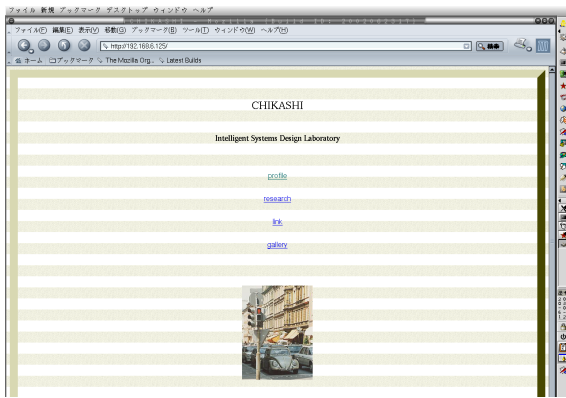 ファイル 新規 ブックマーク デスクトップ ウィンドウ ヘルプ
ファイル(F) 編集(E) 表示(V) 移動(G) ブックマーク(B) ツール(T) ウィンドウ(W) ヘルプ(H)
http://192.168.6.125/ 検索
ホーム ブックマーク The Mozilla Org... Latest Builds
CHIKASHI
Intelligent Systems Design Laboratory
profile
research
link
gallery